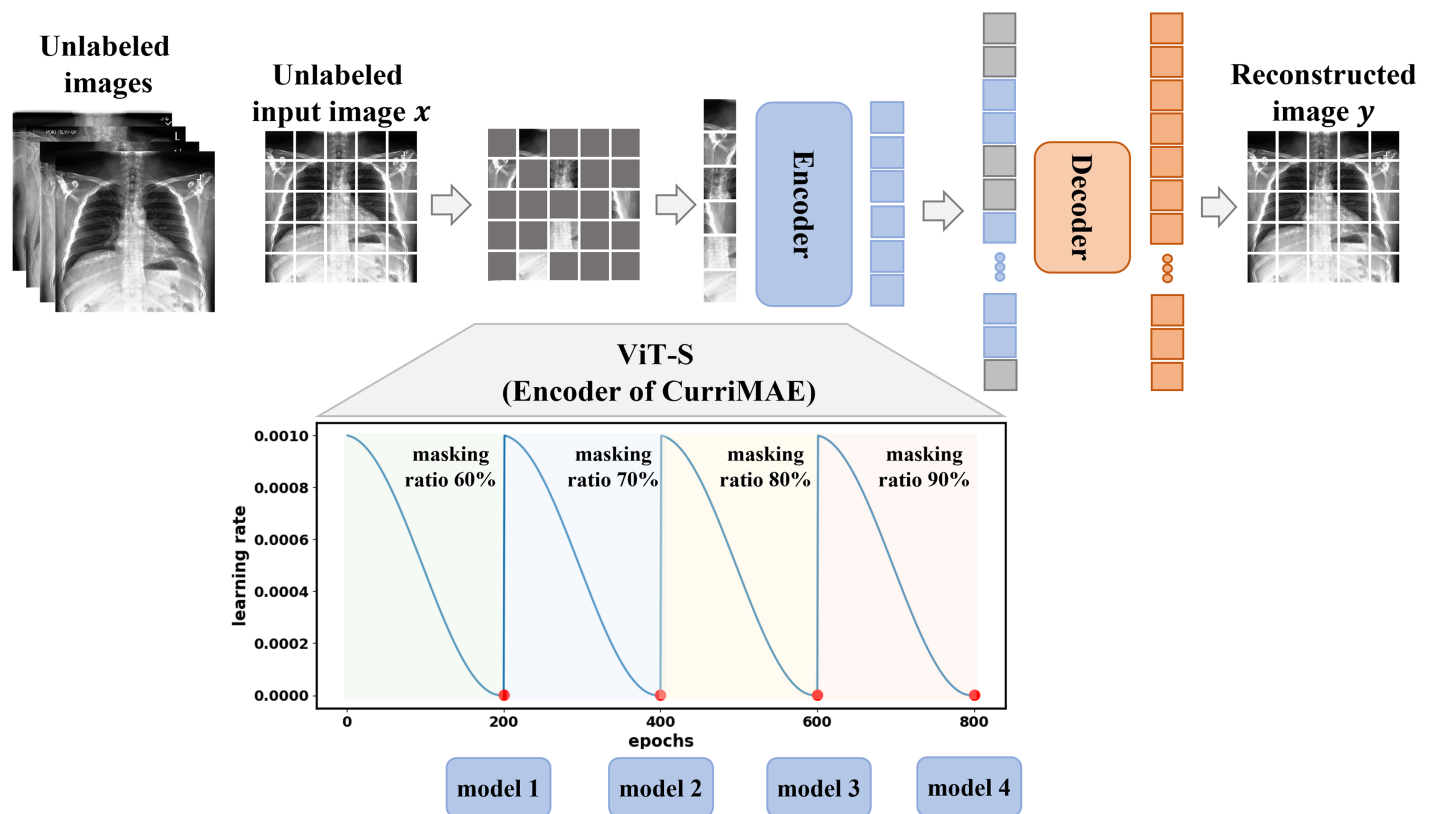 Unlabeled
images
Unlabeled
input image x
Encoder
Decoder
Reconstructed
image y
L
ViT-S
(Encoder of CurriMAE)
masking
ratio 60%
masking
ratio 70%
masking
ratio 80%
masking
ratio 90%
learning rate
0.0010
0.0008
0.0006
0.0004
0.0002
0.0000
0 200 400 600 800
epochs
model 1 model 2 model 3 model 4